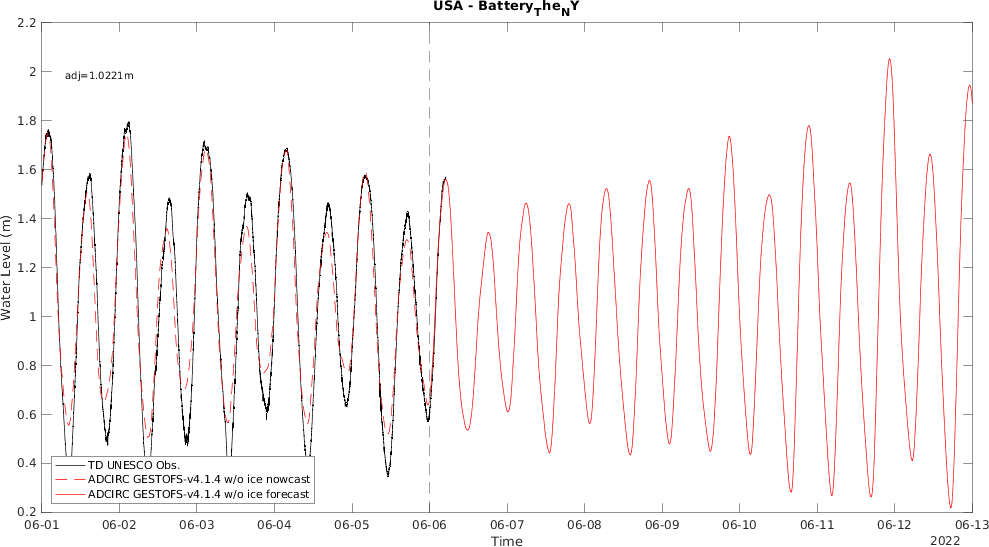 USA - Battery_The_NY
2.2
2
1.8
1.6
1.4
1.2
1
0.8
0.6
0.4
0.2
Water Level (m)
adj=1.0221m
TD UNESCO Obs.
ADCIRC GESTOFS-v4.1.4 w/o ice nowcast
ADCIRC GESTOFS-v4.1.4 w/o ice forecast
06-01 06-02 06-03 06-04 06-05 06-06 06-07 06-08 06-09 06-10 06-11 06-12 06-13
Time
2022